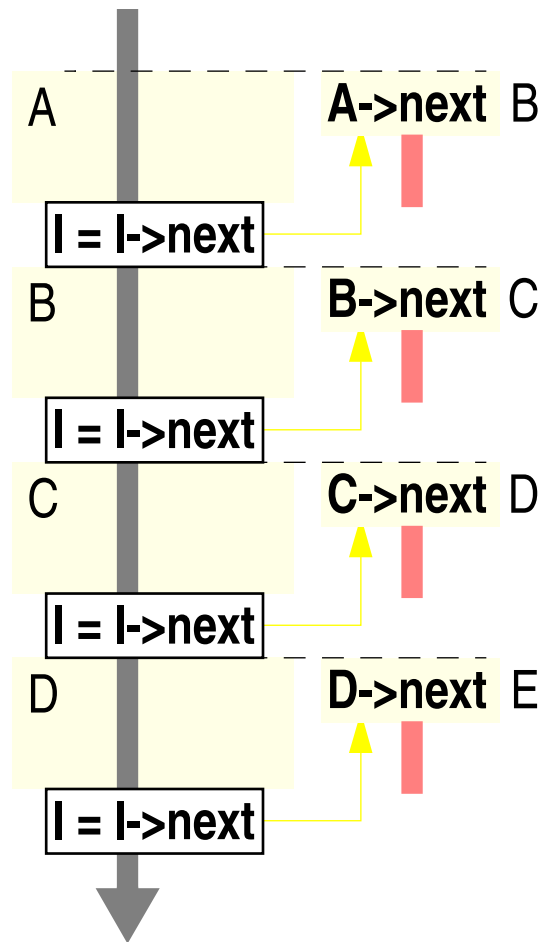 A A->next B
I = I->next
B B->next C
I = I->next
C C->next D
I = I->next
D D->next E
I = I->next